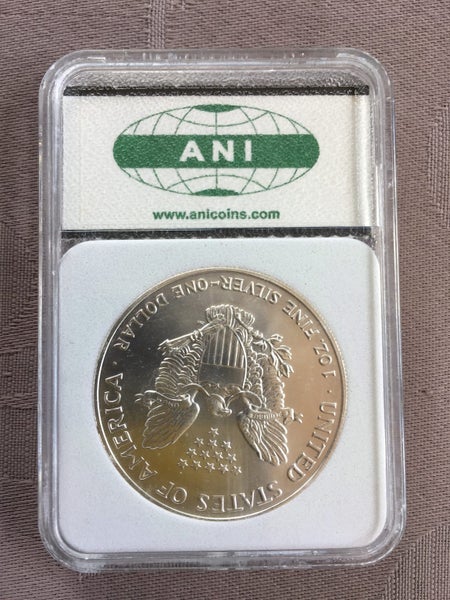 ANI
www.anicoins.com
UNITED STATES OF AMERICA ·
1 OZ. FINE SILVER~ONE DOLLAR